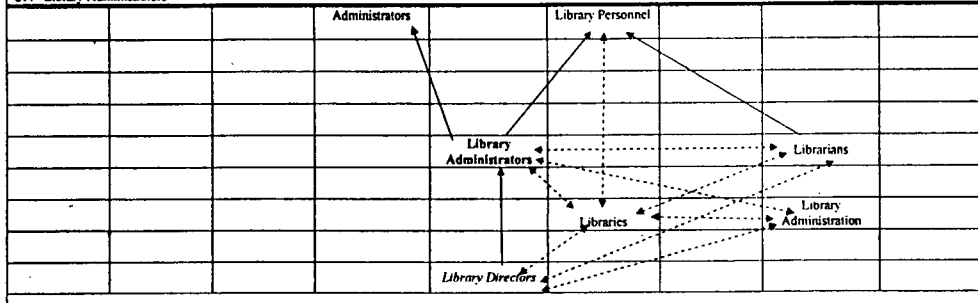 Administrators
Library Personnel
Library
Administrators
Librarians
Library
Administration
Libraries
Library Directors